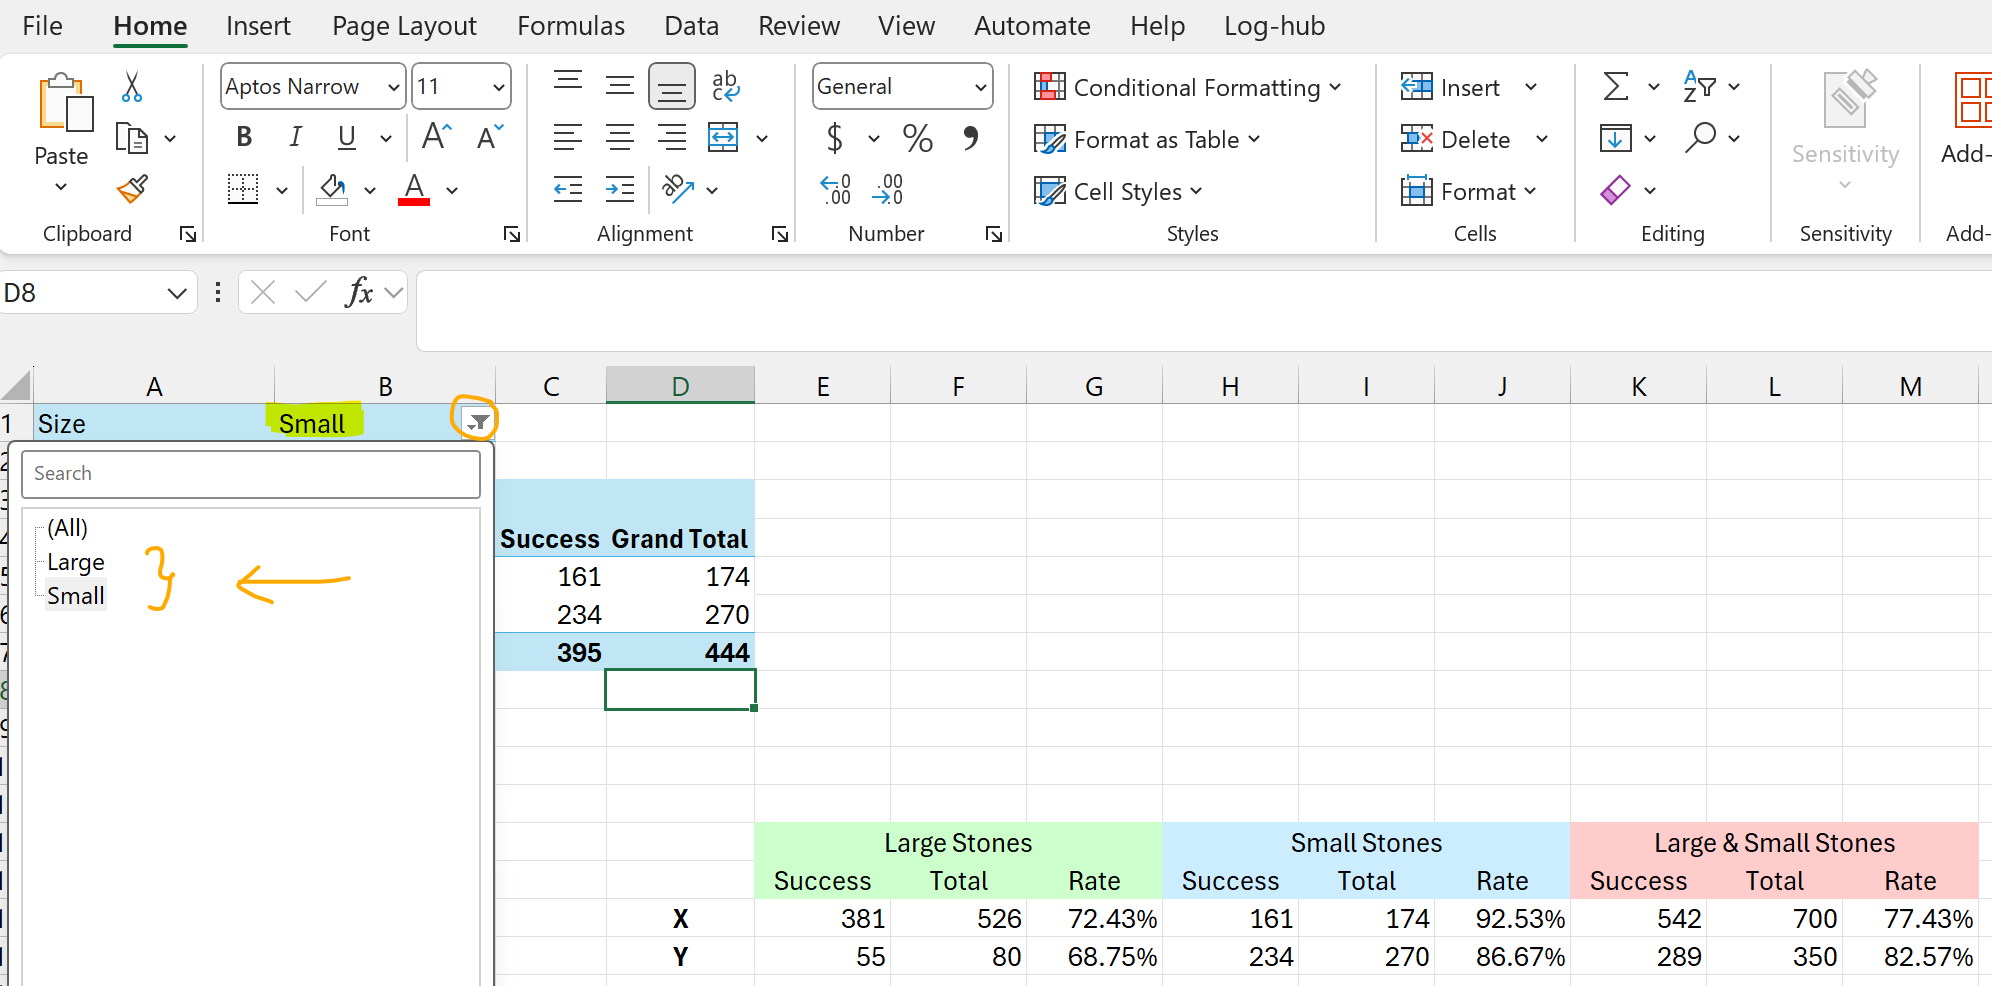 File Home Insert Page Layout Formulas Data Review View Automate Help Log-hub
Aptos Narrow 11 ab General Conditional Formatting Insert
Paste B I U A A $ % Format as Table Delete Sensitivity Add-
A ab .0 .00 .00 .0 Cell Styles Format
Clipboard Font Alignment Number Styles Cells Editing Sensitivity Add-
D8 fx
A B C D E F G H I J K L M
1 Size Small
Search
(All)
Large
Small
Success Grand Total
161 174
234 270
395 444
Large Stones Small Stones Large & Small Stones
Success Total Rate Success Total Rate Success Total Rate
X 381 526 72.43% 161 174 92.53% 542 700 77.43%
Y 55 80 68.75% 234 270 86.67% 289 350 82.57%